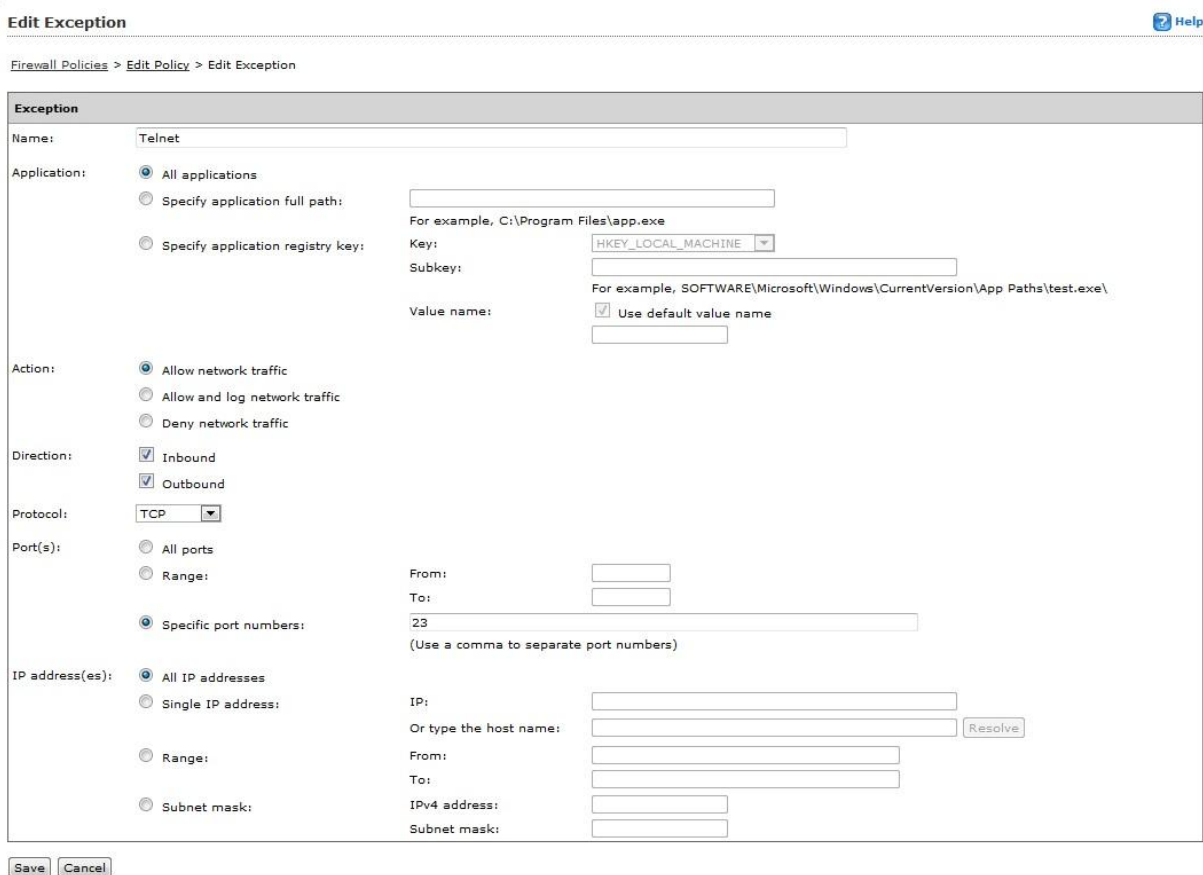 Edit Exception
Help
Firewall Policies > Edit Policy > Edit Exception
Exception
Name: Telnet
Application: All applications
Specify application full path:
For example, C:\Program Files\app.exe
Specify application registry key: Key: HKEY_LOCAL_MACHINE
Subkey:
For example, SOFTWARE\Microsoft\Windows\CurrentVersion\App Paths\test.exe\
Value name: Use default value name
Action: Allow network traffic
Allow and log network traffic
Deny network traffic
Direction: Inbound
Outbound
Protocol: TCP
Port(s): All ports
Range: From:
To:
Specific port numbers: 23
(Use a comma to separate port numbers)
IP address(es): All IP addresses
Single IP address: IP:
Or type the host name: Resolve
Range: From:
To:
Subnet mask: IPv4 address:
Subnet mask:
Save Cancel